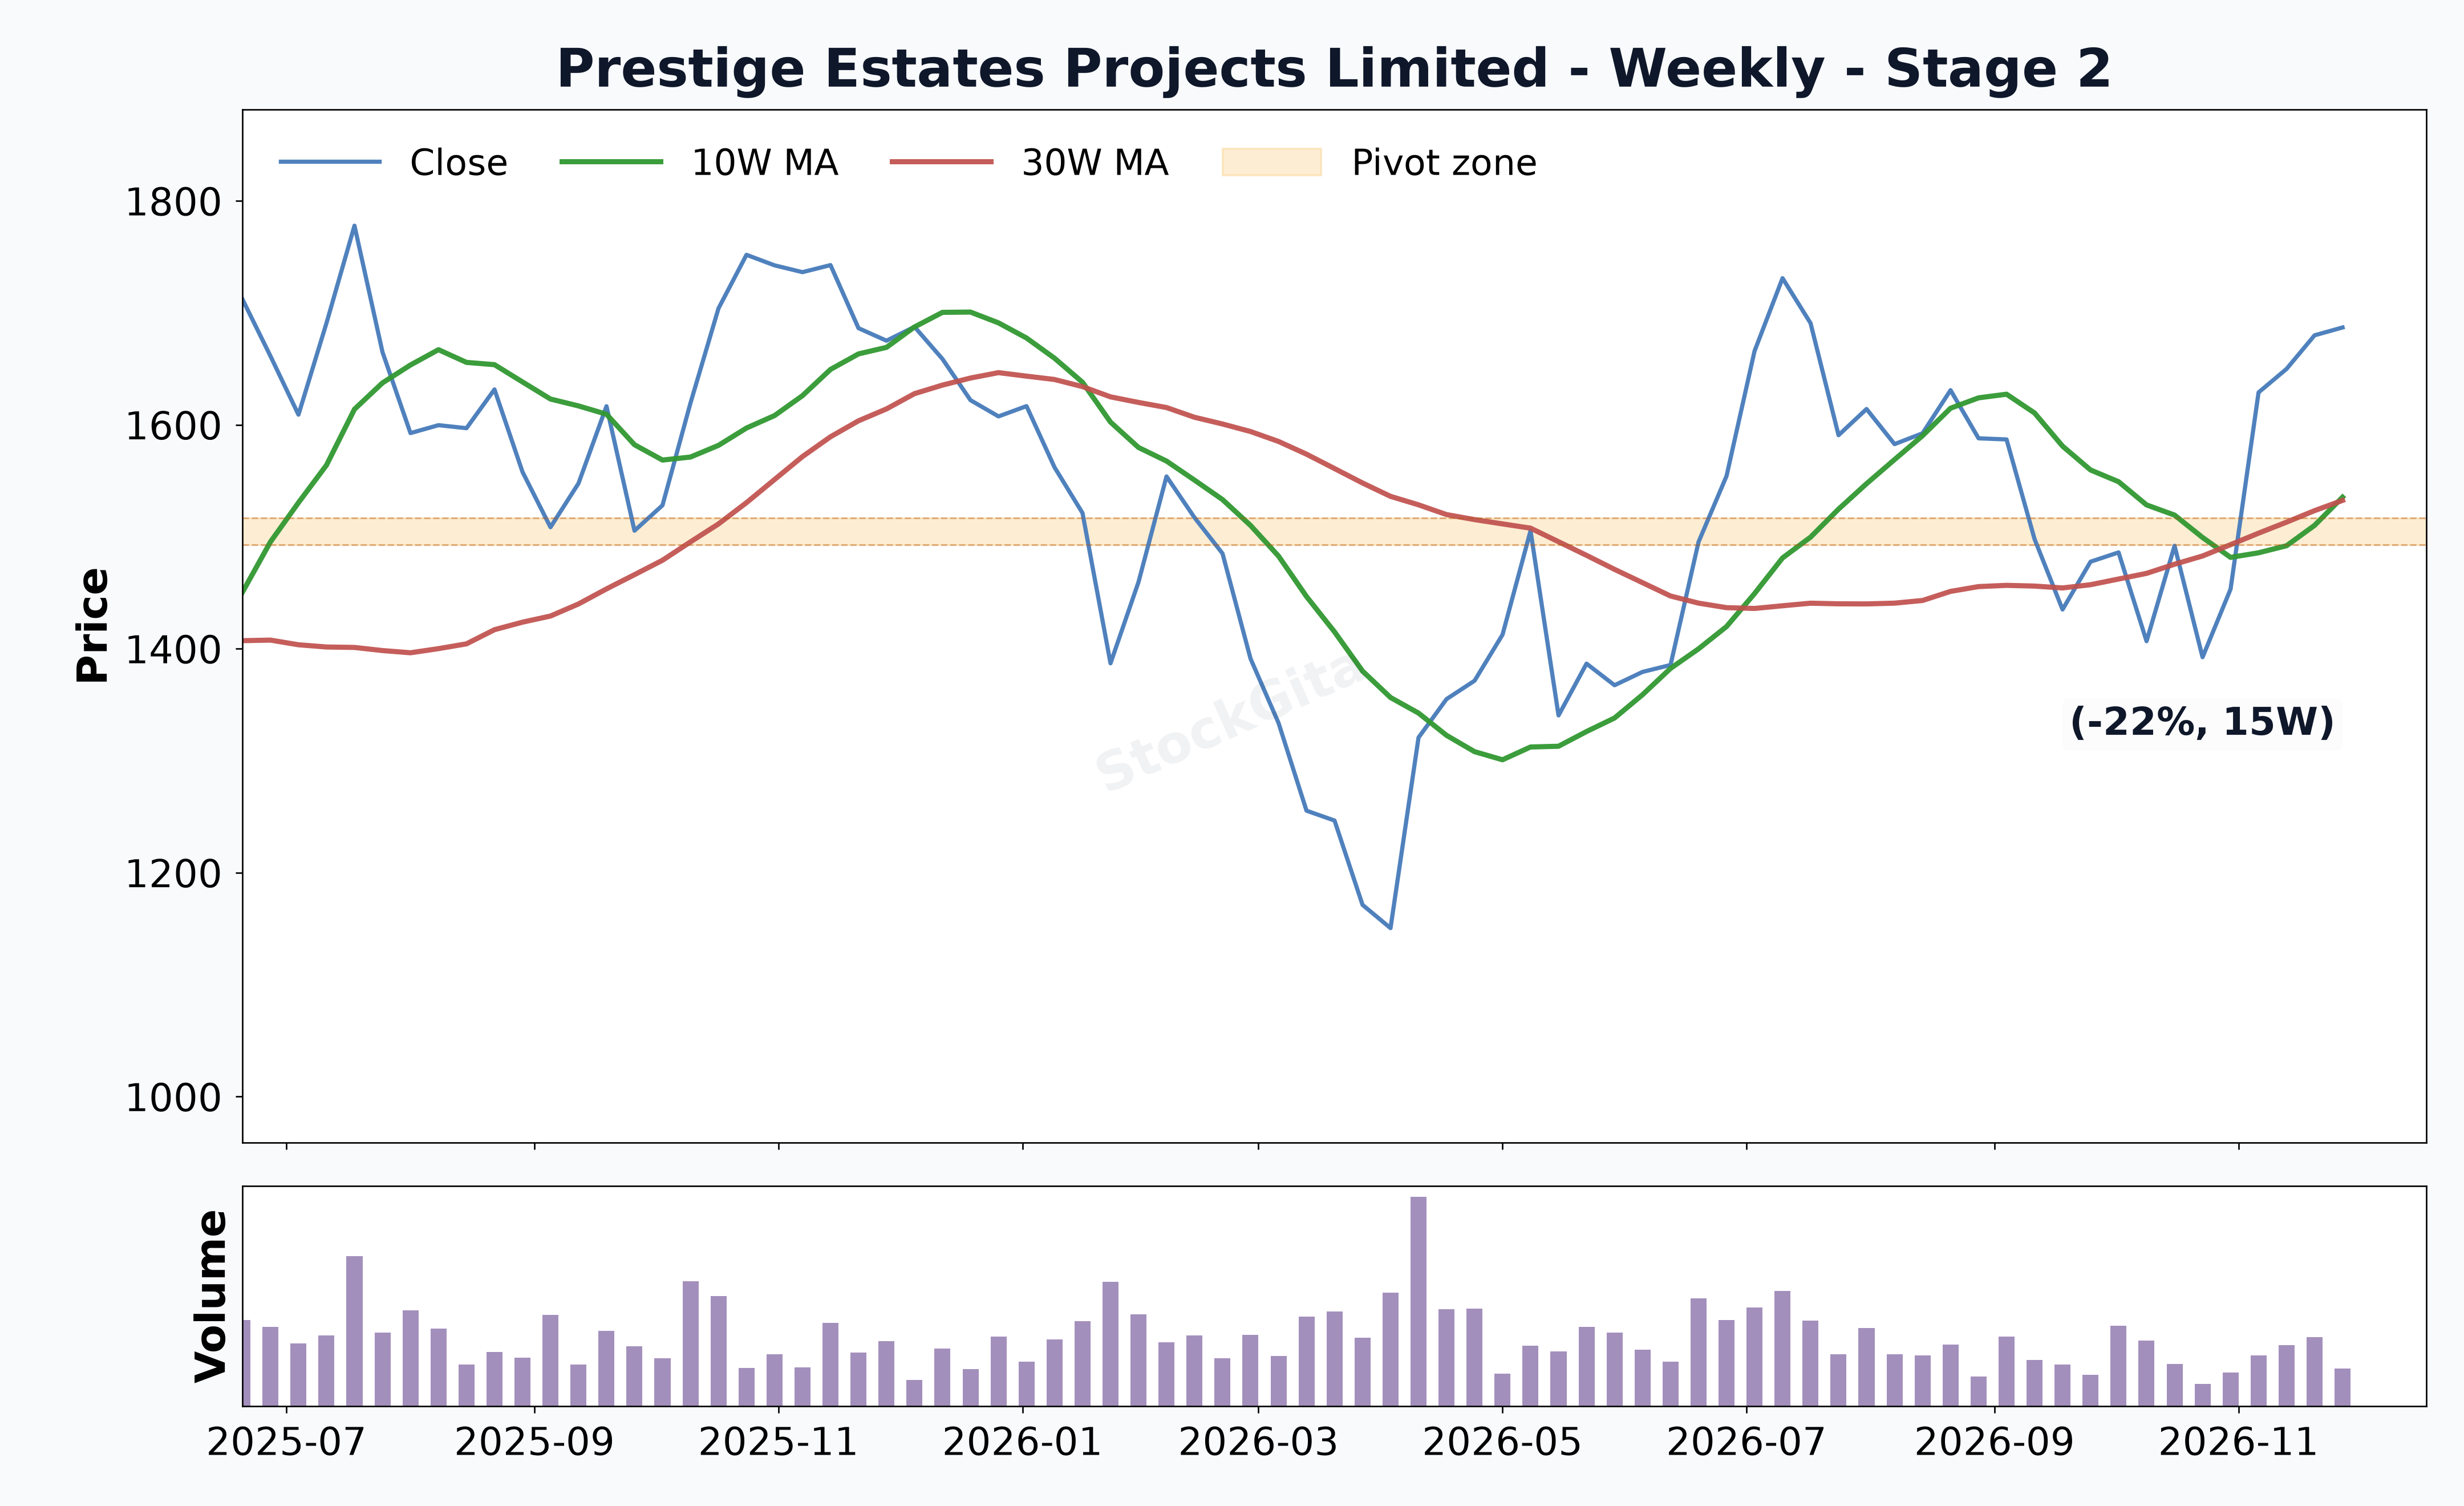 Prestige Estates Projects Limited - Weekly - Stage 2
Close 10W MA 30W MA Pivot zone
1800
1600
1400
1200
1000
Price
StockGita
(-22%, 15W)
Volume
2025-07 2025-09 2025-11 2026-01 2026-03 2026-05 2026-07 2026-09 2026-11